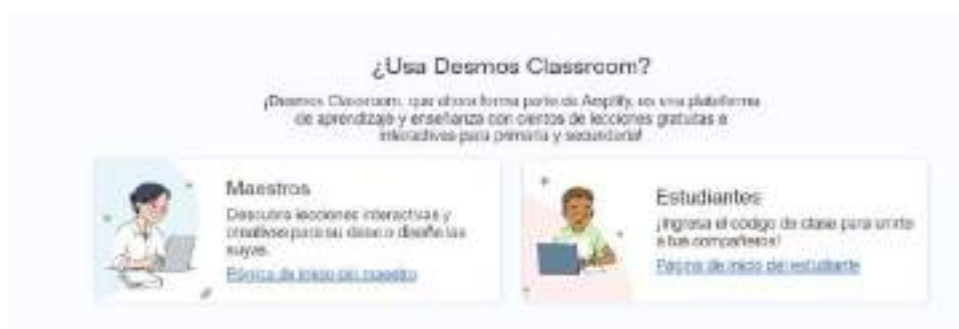 ¿Usa Desmos Classroom?
¡Desmos Classroom, que ahora forma parte de Amplify, es una plataforma
de aprendizaje y enseñanza con cientos de lecciones gratuitas e
interactivas para primaria y secundaria!
Maestros
Descubra lecciones interactivas y
creativas para su clase o diseñe las
suyas.
Página de inicio del maestro
Estudiantes
¡Ingresa el código de clase para unirte
a tus compañeros!
Página de inicio del estudiante